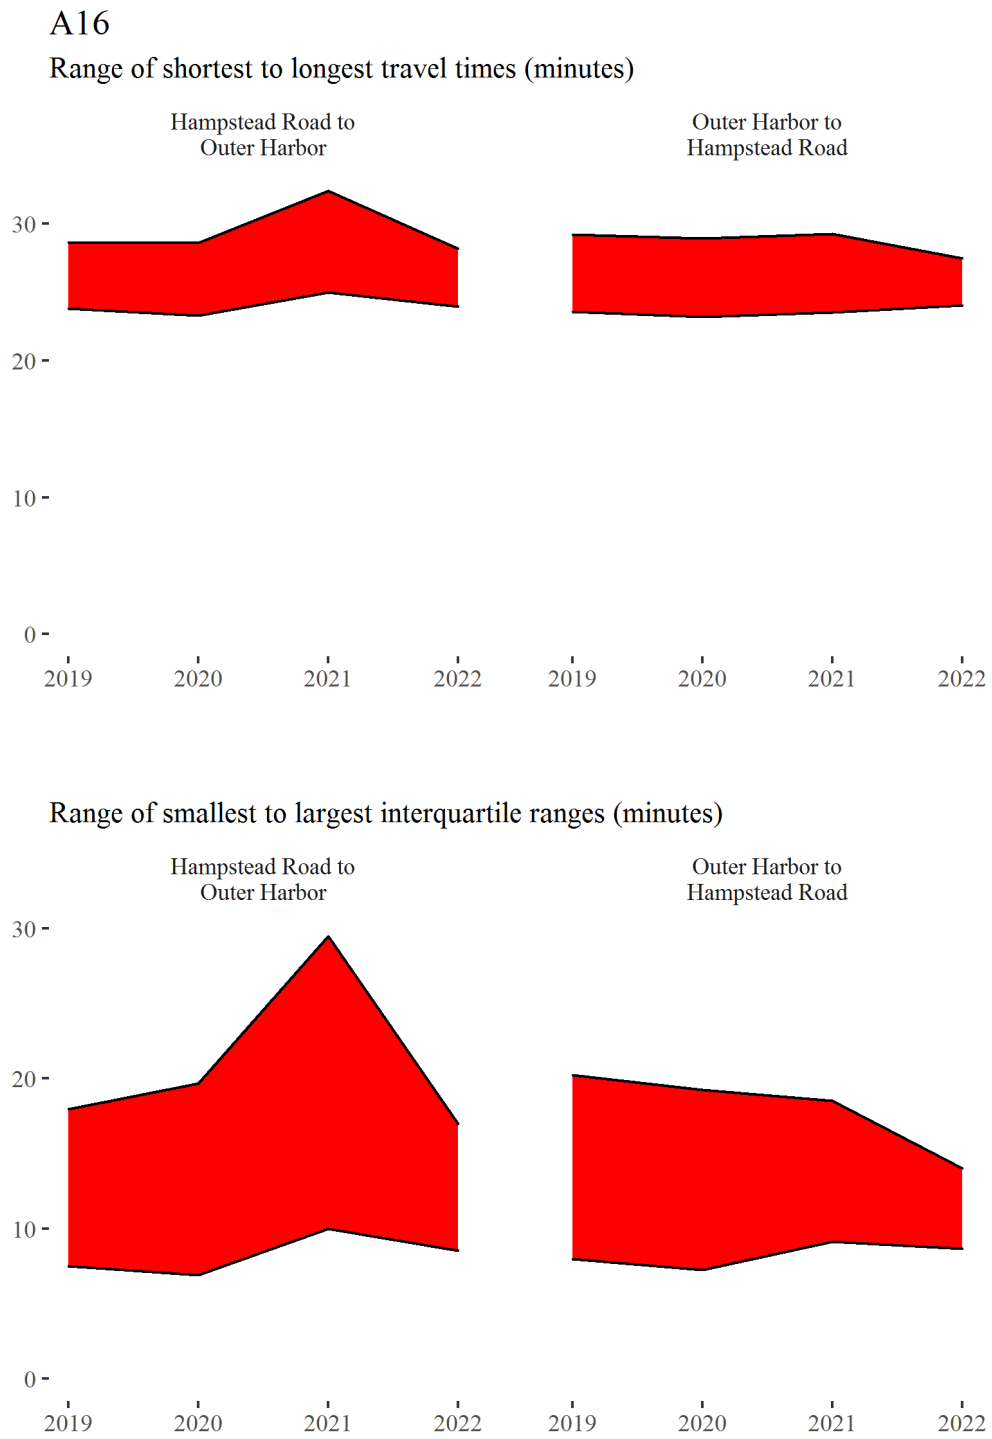 A16
Range of shortest to longest travel times (minutes)
Hampstead Road to
Outer Harbor
Outer Harbor to
Hampstead Road
30
20
10
0
2019 2020 2021 2022 2019 2020 2021 2022
Range of smallest to largest interquartile ranges (minutes)
Hampstead Road to
Outer Harbor
Outer Harbor to
Hampstead Road
30
20
10
0
2019 2020 2021 2022 2019 2020 2021 2022